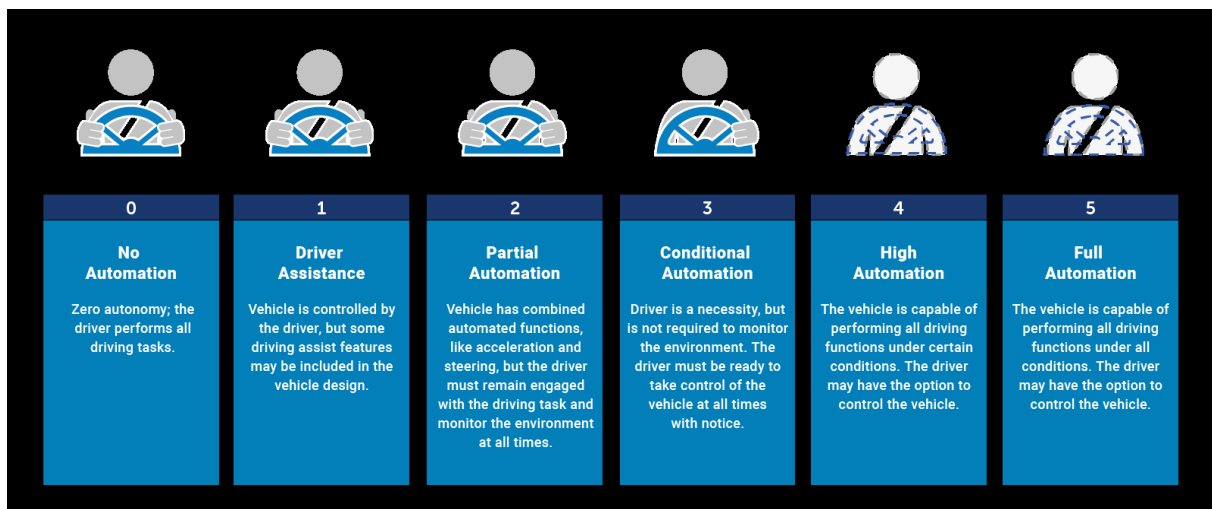 0
No
Automation
Zero autonomy; the
driver performs all
driving tasks.
1
Driver
Assistance
Vehicle is controlled by
the driver, but some
driving assist features
may be included in the
vehicle design.
2
Partial
Automation
Vehicle has combined
automated functions,
like acceleration and
steering, but the driver
must remain engaged
with the driving task and
monitor the environment
at all times.
3
Conditional
Automation
Driver is a necessity, but
is not required to monitor
the environment. The
driver must be ready to
take control of the
vehicle at all times
with notice.
4
High
Automation
The vehicle is capable of
performing all driving
functions under certain
conditions. The driver
may have the option to
control the vehicle.
5
Full
Automation
The vehicle is capable of
performing all driving
functions under all
conditions. The driver
may have the option to
control the vehicle.